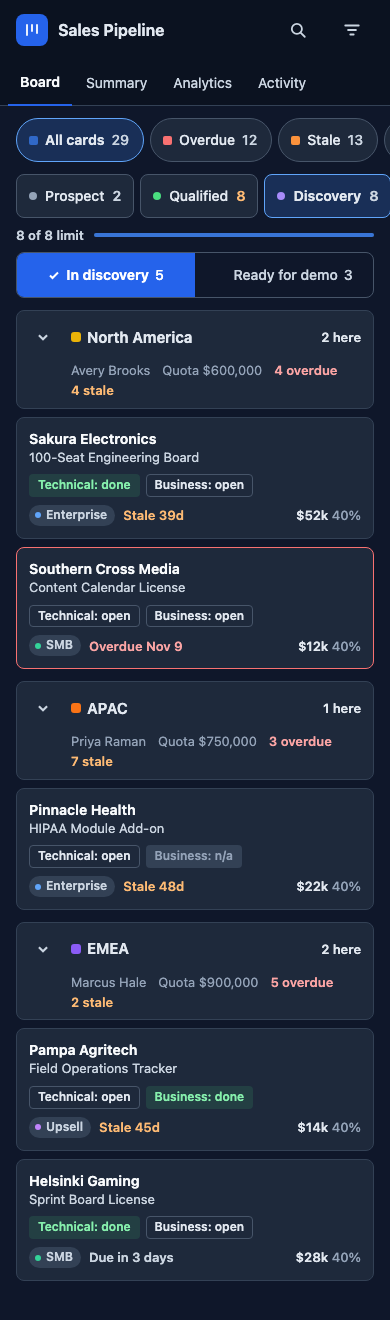 Sales Pipeline
Board Summary Analytics Activity
All cards 29 Overdue 12 Stale 13
Prospect 2 Qualified 8 Discovery 8
8 of 8 limit
In discovery 5 Ready for demo 3
North America 2 here
Avery Brooks Quota $600,000 4 overdue
4 stale
Sakura Electronics
100-Seat Engineering Board
Technical: done Business: open
Enterprise Stale 39d $52k 40%
Southern Cross Media
Content Calendar License
Technical: open Business: open
SMB Overdue Nov 9 $12k 40%
APAC 1 here
Priya Raman Quota $750,000 3 overdue
7 stale
Pinnacle Health
HIPAA Module Add-on
Technical: open Business: n/a
Enterprise Stale 48d $22k 40%
EMEA 2 here
Marcus Hale Quota $900,000 5 overdue
2 stale
Pampa Agritech
Field Operations Tracker
Technical: open Business: done
Upsell Stale 45d $14k 40%
Helsinki Gaming
Sprint Board License
Technical: done Business: open
SMB Due in 3 days $28k 40%